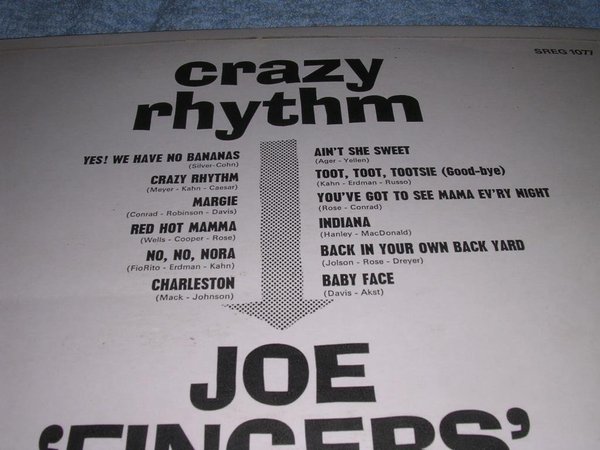 SREG 1077
crazy
rhythm
YES! WE HAVE NO BANANAS
(Silver-Cohn)
CRAZY RHYTHM
(Meyer - Kahn - Caesar)
MARGIE
(Conrad - Robinson - Davis)
RED HOT MAMMA
(Wells - Cooper - Rose)
NO, NO, NORA
(FioRito - Erdman - Kahn)
CHARLESTON
(Mack - Johnson)
AIN'T SHE SWEET
(Ager - Yellen)
TOOT, TOOT, TOOTSIE (Good-bye)
(Kahn - Erdman - Russo)
YOU'VE GOT TO SEE MAMA EV'RY NIGHT
(Rose - Conrad)
INDIANA
(Hanley - MacDonald)
BACK IN YOUR OWN BACK YARD
(Jolson - Rose - Dreyer)
BABY FACE
(Davis - Akst)
JOE
'FINGERS'